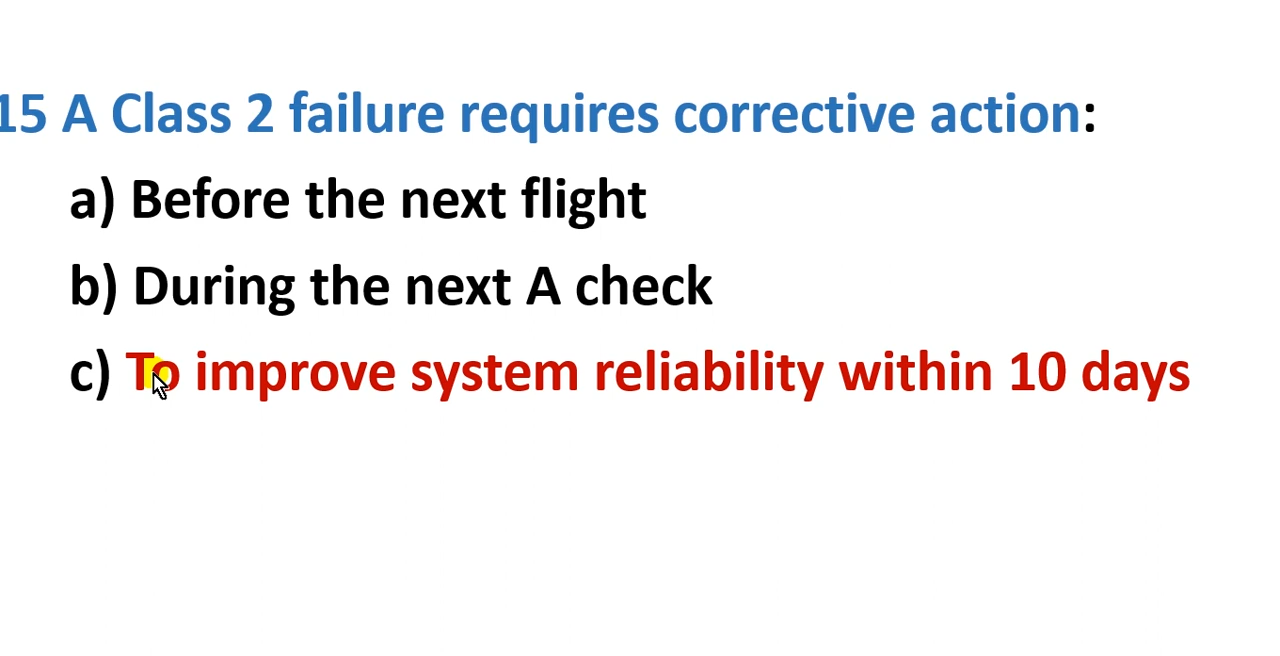 15 A Class 2 failure requires corrective action:
a) Before the next flight
b) During the next A check
c) To improve system reliability within 10 days